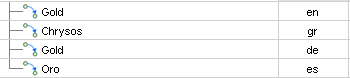 Gold en
Chrysos gr
Gold de
Oro es